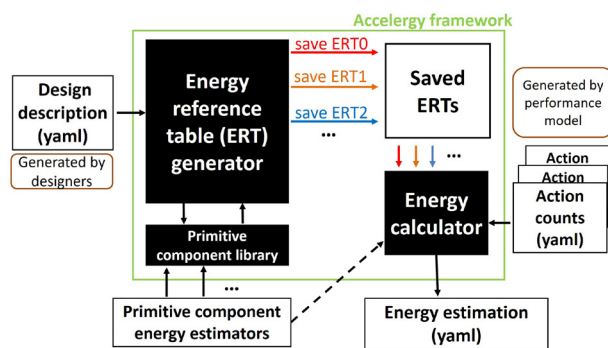 Accelergy framework
save ERT0
save ERT1
save ERT2
...
Energy
reference
table (ERT)
generator
Saved
ERTs
Design
description
(yaml)
Generated by
designers
Generated by
performance
model
...
Action
Action
Action
counts
(yaml)
Energy
calculator
Primitive
component library
...
Primitive component
energy estimators
Energy estimation
(yaml)